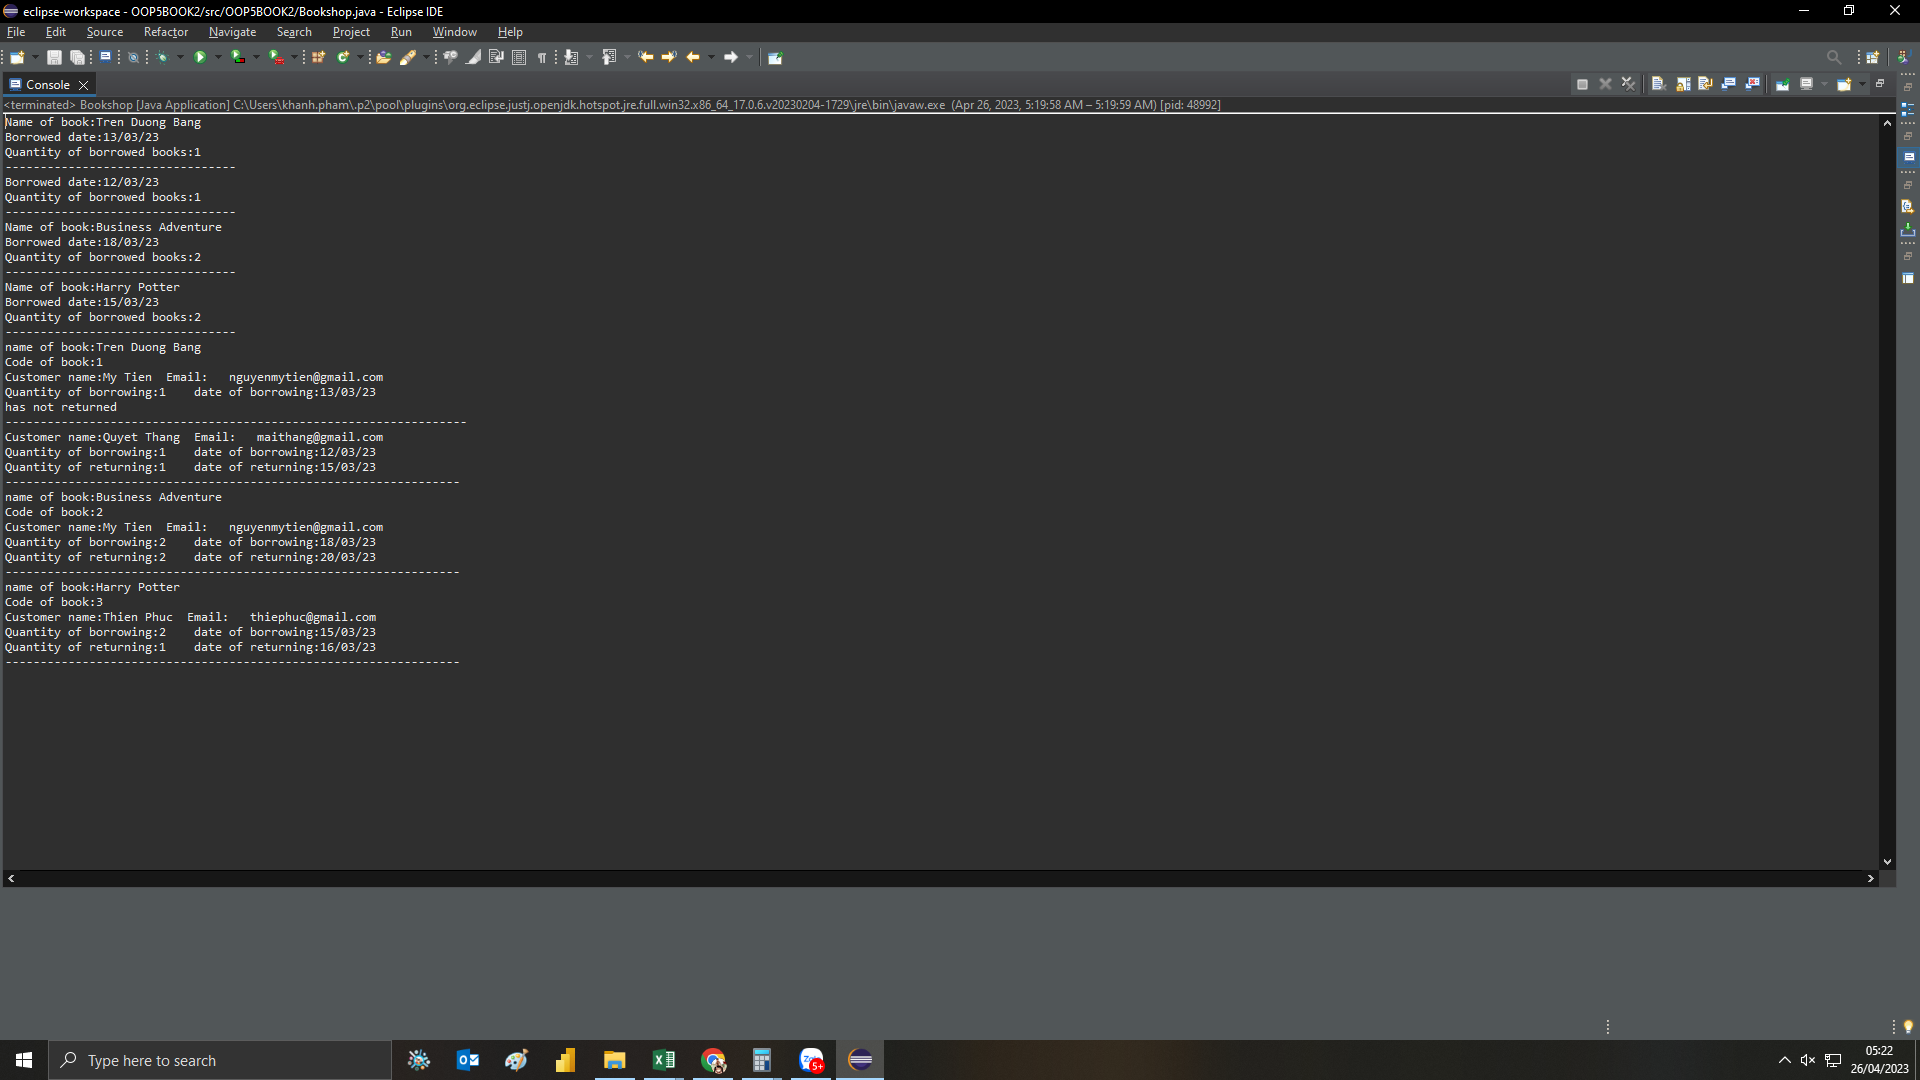 eclipse-workspace - OOP5BOOK2/src/OOP5BOOK2/Bookshop.java - Eclipse IDE
File Edit Source Refactor Navigate Search Project Run Window Help
Console
<terminated> Bookshop [Java Application] C:\Users\khanh.pham\.p2\pool\plugins\org.eclipse.justj.openjdk.hotspot.jre.full.win32.x86_64_17.0.6.v20230204-1729\jre\bin\javaw.exe (Apr 26, 2023, 5:19:58 AM – 5:19:59 AM) [pid: 48992]
Name of book:Tren Duong Bang
Borrowed date:13/03/23
Quantity of borrowed books:1
---------------------------------
Borrowed date:12/03/23
Quantity of borrowed books:1
---------------------------------
Name of book:Business Adventure
Borrowed date:18/03/23
Quantity of borrowed books:2
---------------------------------
Name of book:Harry Potter
Borrowed date:15/03/23
Quantity of borrowed books:2
---------------------------------
name of book:Tren Duong Bang
Code of book:1
Customer name:My Tien  Email:   nguyenmytien@gmail.com
Quantity of borrowing:1    date of borrowing:13/03/23
has not returned
------------------------------------------------------------------
Customer name:Quyet Thang  Email:   maithang@gmail.com
Quantity of borrowing:1    date of borrowing:12/03/23
Quantity of returning:1    date of returning:15/03/23
-----------------------------------------------------------------
name of book:Business Adventure
Code of book:2
Customer name:My Tien  Email:   nguyenmytien@gmail.com
Quantity of borrowing:2    date of borrowing:18/03/23
Quantity of returning:2    date of returning:20/03/23
-----------------------------------------------------------------
name of book:Harry Potter
Code of book:3
Customer name:Thien Phuc  Email:   thiephuc@gmail.com
Quantity of borrowing:2    date of borrowing:15/03/23
Quantity of returning:1    date of returning:16/03/23
-----------------------------------------------------------------
Type here to search
5+
05:22
26/04/2023